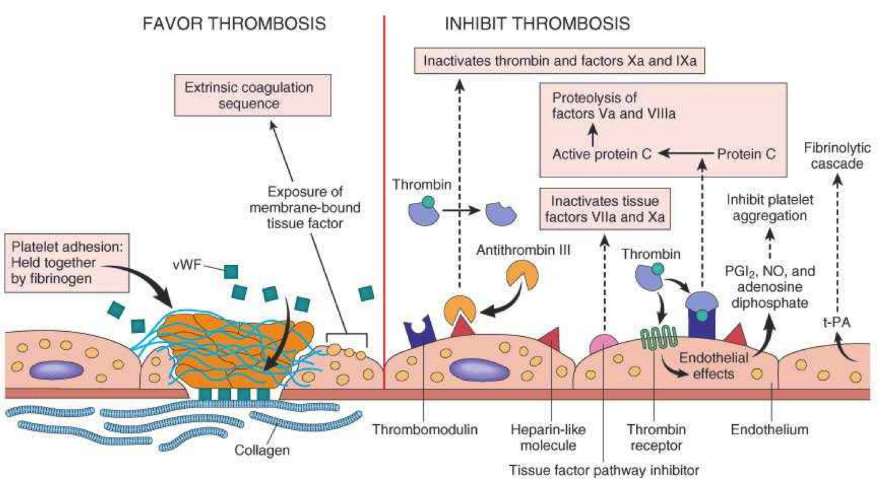 FAVOR THROMBOSIS
INHIBIT THROMBOSIS
Extrinsic coagulation
sequence
Exposure of
membrane-bound
tissue factor
Platelet adhesion:
Held together
by fibrinogen
vWF
Collagen
Inactivates thrombin and factors Xa and IXa
Proteolysis of
factors Va and VIIIa
Active protein C
Protein C
Thrombin
Inactivates tissue
factors VIIa and Xa
Antithrombin III
Thrombin
Fibrinolytic
cascade
Inhibit platelet
aggregation
PGI₂, NO, and
adenosine
diphosphate
t-PA
Endothelial
effects
Thrombomodulin
Heparin-like
molecule
Thrombin
receptor
Endothelium
Tissue factor pathway inhibitor